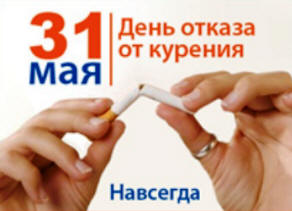 31
мая
День отказа
от курения
Навсегда